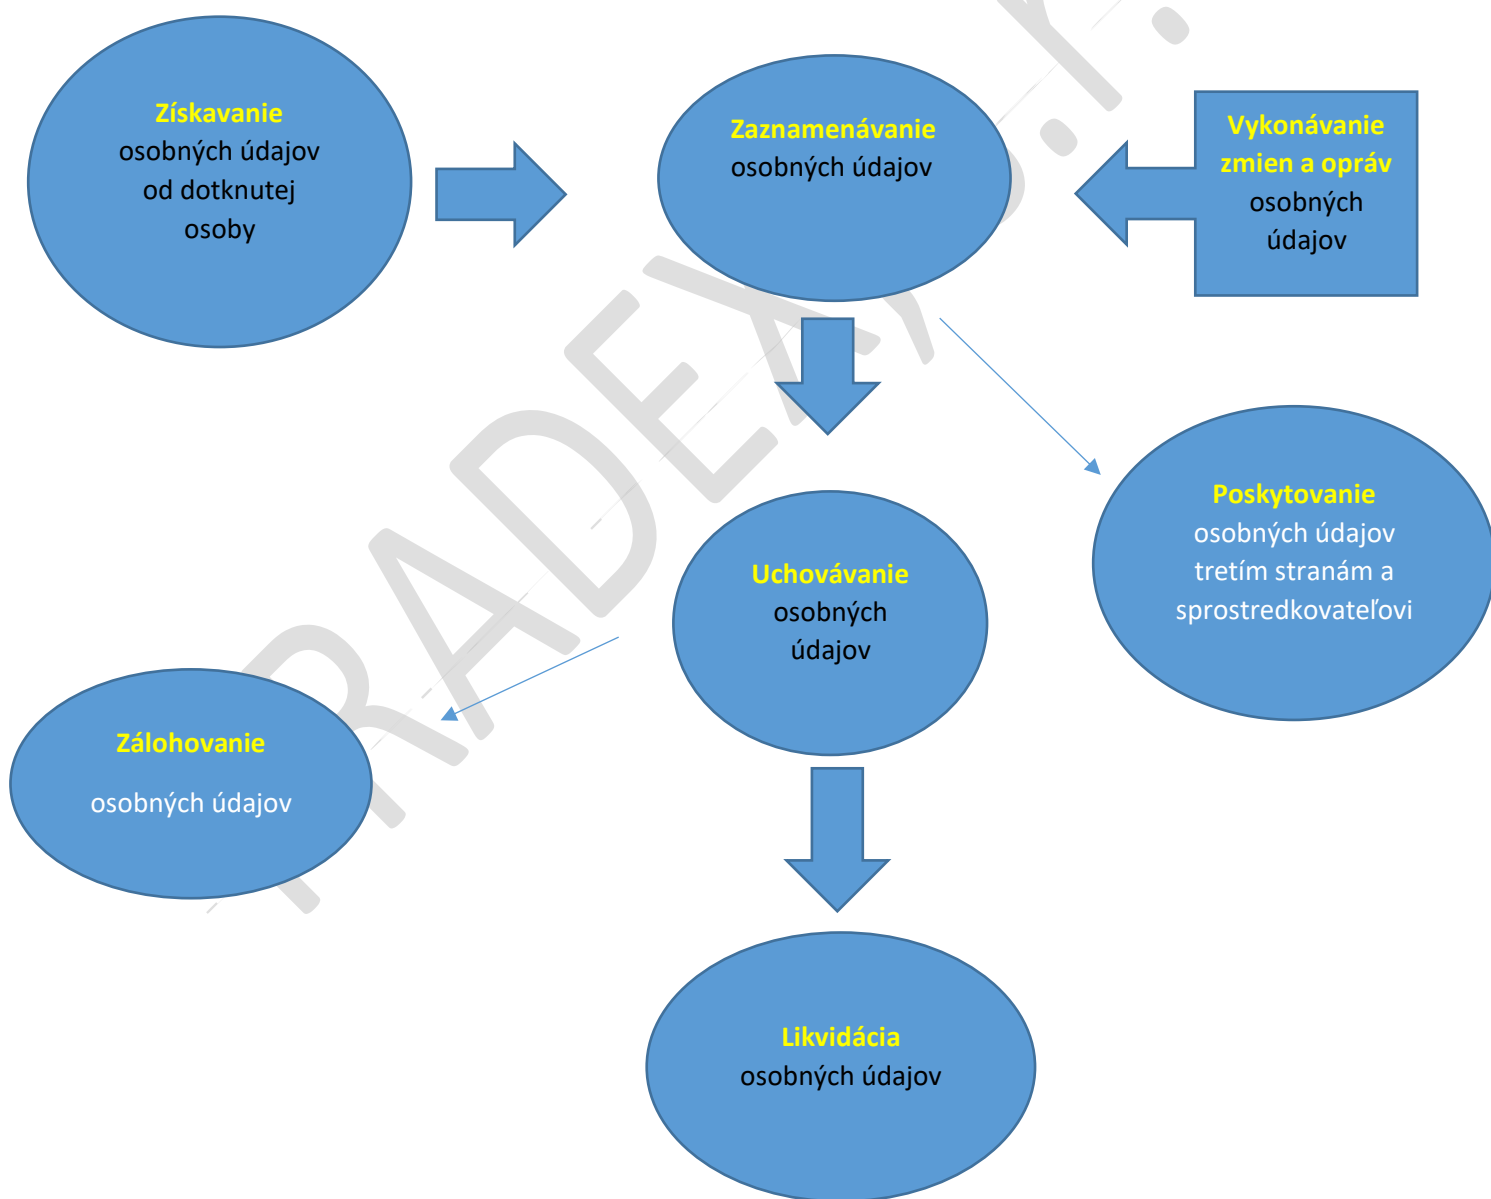 Získavanie
osobných údajov
od dotknutej
osoby
Zaznamenávanie
osobných údajov
Vykonávanie
zmien a opráv
osobných
údajov
Poskytovanie
osobných údajov
tretím stranám a
sprostredkovateľovi
Uchovávanie
osobných
údajov
Zálohovanie
osobných údajov
Likvidácia
osobných údajov